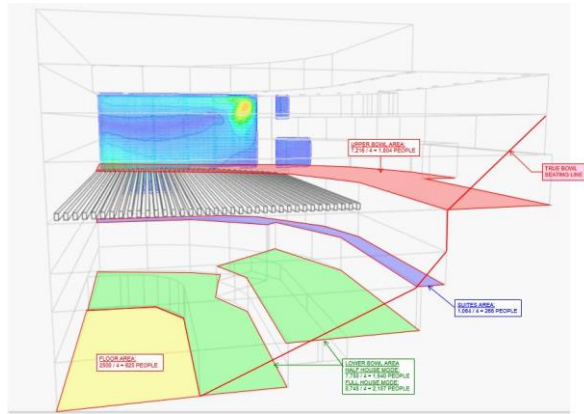 UPPER BOWL AREA:
7,216 / 4 = 1,804 PEOPLE
TRUE BOWL
SEATING LINE
SUITES AREA:
1,064 / 4 = 266 PEOPLE
FLOOR AREA:
2500 / 4 = 625 PEOPLE
LOWER BOWL AREA
HALF HOUSE MODE:
7,758 / 4 = 1,940 PEOPLE
FULL HOUSE MODE:
8,748 / 4 = 2,187 PEOPLE